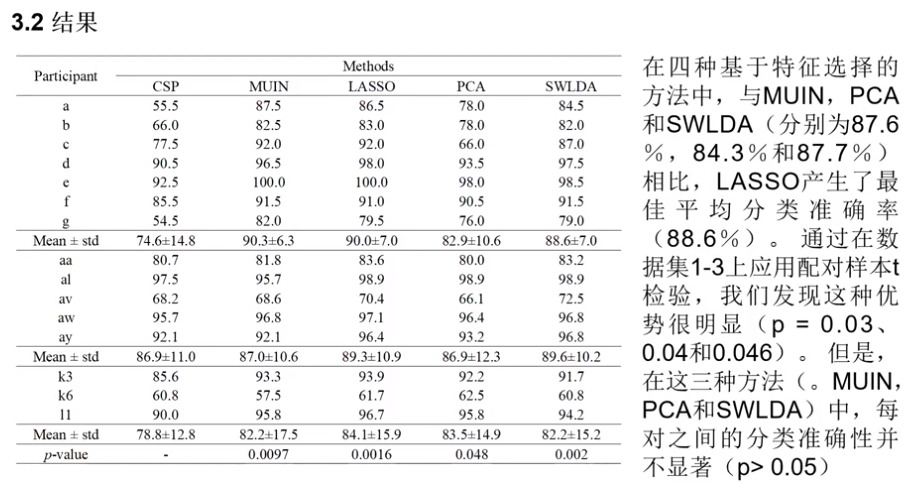 3.2 结果
Methods
Participant CSP MUIN LASSO PCA SWLDA
a 55.5 87.5 86.5 78.0 84.5
b 66.0 82.5 83.0 78.0 82.0
c 77.5 92.0 92.0 66.0 87.0
d 90.5 96.5 98.0 93.5 97.5
e 92.5 100.0 100.0 98.0 98.5
f 85.5 91.5 91.0 90.5 91.5
g 54.5 82.0 79.5 76.0 79.0
Mean ± std 74.6±14.8 90.3±6.3 90.0±7.0 82.9±10.6 88.6±7.0
aa 80.7 81.8 83.6 80.0 83.2
al 97.5 95.7 98.9 98.9 98.9
av 68.2 68.6 70.4 66.1 72.5
aw 95.7 96.8 97.1 96.4 96.8
ay 92.1 92.1 96.4 93.2 96.8
Mean ± std 86.9±11.0 87.0±10.6 89.3±10.9 86.9±12.3 89.6±10.2
k3 85.6 93.3 93.9 92.2 91.7
k6 60.8 57.5 61.7 62.5 60.8
l1 90.0 95.8 96.7 95.8 94.2
Mean ± std 78.8±12.8 82.2±17.5 84.1±15.9 83.5±14.9 82.2±15.2
p-value - 0.0097 0.0016 0.048 0.002
在四种基于特征选择的
方法中，与MUIN，PCA
和SWLDA（分别为87.6
％，84.3％和87.7％）
相比，LASSO产生了最
佳平均分类准确率
（88.6％）。 通过在数
据集1-3上应用配对样本t
检验，我们发现这种优
势很明显（p = 0.03、
0.04和0.046）。 但是，
在这三种方法（。MUIN，
PCA和SWLDA）中，每
对之间的分类准确性并
不显著（p> 0.05）